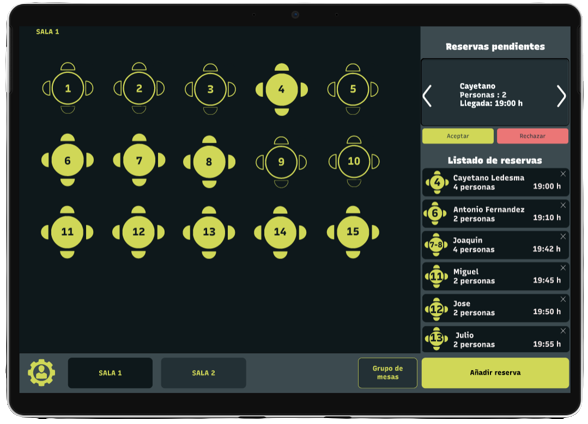 SALA 1
1
2
3
4
5
6
7
8
9
10
11
12
13
14
15
SALA 1
SALA 2
Grupo de
mesas
Reservas pendientes
Cayetano
Personas : 2
Llegada: 19:00 h
Aceptar
Rechazar
Listado de reservas
4
Cayetano Ledesma
4 personas
19:00 h
6
Antonio Fernandez
2 personas
19:10 h
7-8
Joaquin
4 personas
19:42 h
11
Miguel
2 personas
19:45 h
12
Jose
2 personas
19:50 h
13
Julio
2 personas
19:55 h
Añadir reserva